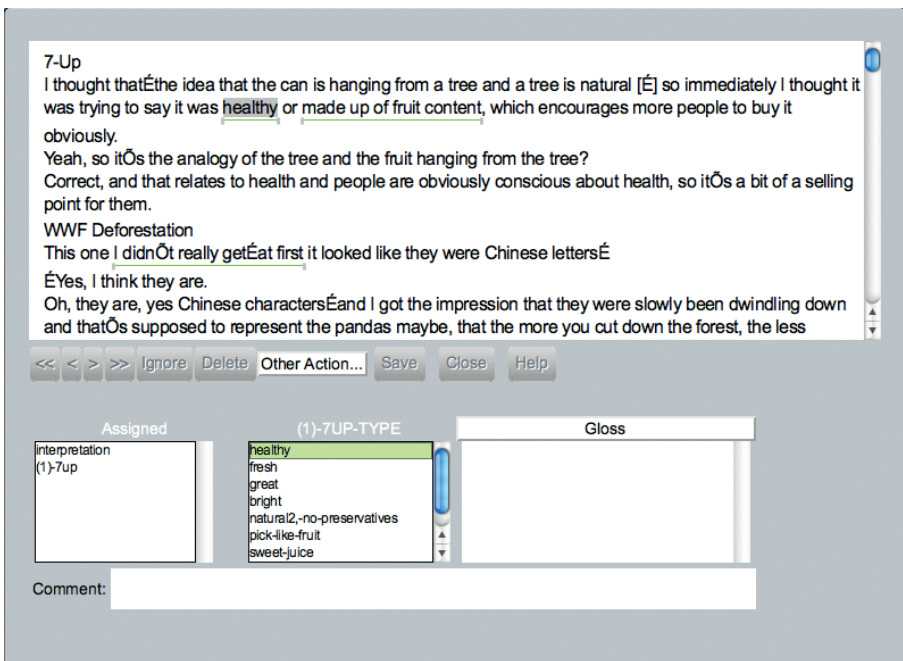 7-Up
I thought thatÉthe idea that the can is hanging from a tree and a tree is natural [É] so immediately I thought it
was trying to say it was healthy or made up of fruit content, which encourages more people to buy it
obviously.
Yeah, so itÕs the analogy of the tree and the fruit hanging from the tree?
Correct, and that relates to health and people are obviously conscious about health, so itÕs a bit of a selling
point for them.
WWF Deforestation
This one I didnÕt really getÉat first it looked like they were Chinese lettersÉ
ÉYes, I think they are.
Oh, they are, yes Chinese charactersÉand I got the impression that they were slowly been dwindling down
and thatÕs supposed to represent the pandas maybe, that the more you cut down the forest, the less
<< < > >> Ignore Delete Other Action... Save Close Help
Assigned (1)-7UP-TYPE Gloss
interpretation
(1)-7up
healthy
fresh
great
bright
natural2,-no-preservatives
pick-like-fruit
sweet-juice
Comment: